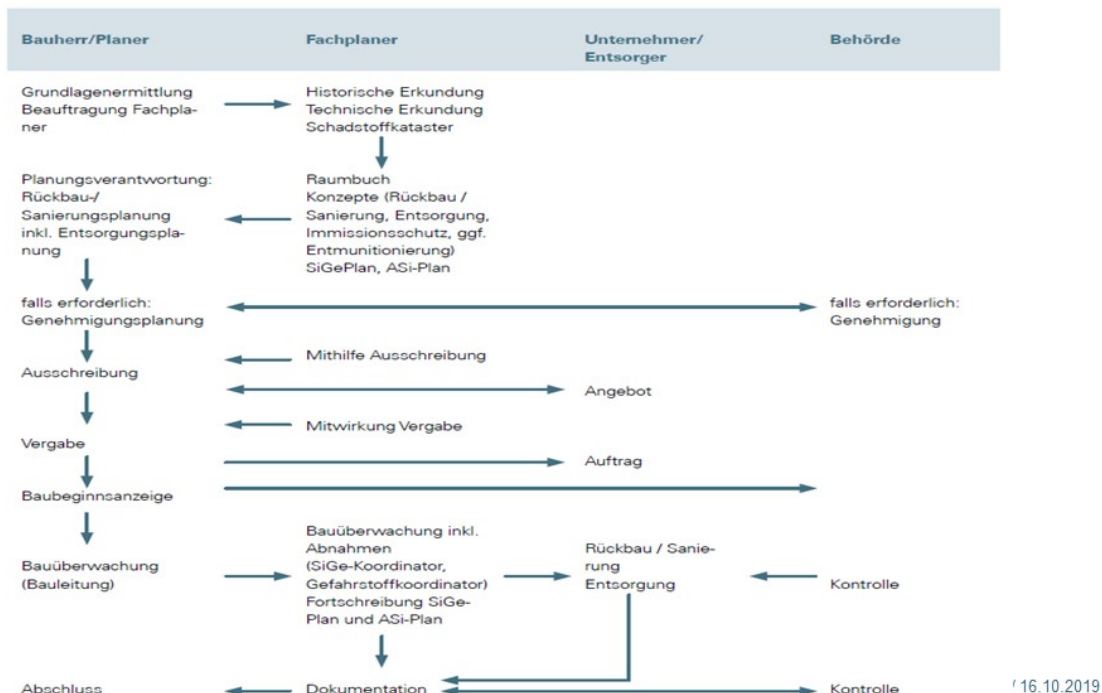 Bauherr/Planer
Fachplaner
Unternehmer/
Entsorger
Behörde
Grundlagenermittlung
Beauftragung Fachpla-
ner
Historische Erkundung
Technische Erkundung
Schadstoffkataster
Planungsverantwortung:
Rückbau-/
Sanierungsplanung
inkl. Entsorgungspla-
nung
Raumbuch
Konzepte (Rückbau /
Sanierung, Entsorgung,
Immissionsschutz, ggf.
Entmunitionierung)
SiGePlan, ASi-Plan
falls erforderlich:
Genehmigungsplanung
falls erforderlich:
Genehmigung
Mithilfe Ausschreibung
Ausschreibung
Angebot
Mitwirkung Vergabe
Vergabe
Auftrag
Baubeginnsanzeige
Bauüberwachung
(Bauleitung)
Bauüberwachung inkl.
Abnahmen
(SiGe-Koordinator,
Gefahrstoffkoordinator)
Fortschreibung SiGe-
Plan und ASi-Plan
Rückbau / Sanie-
rung
Entsorgung
Kontrolle
Abschluss
Dokumentation
Kontrolle
/ 16.10.2019